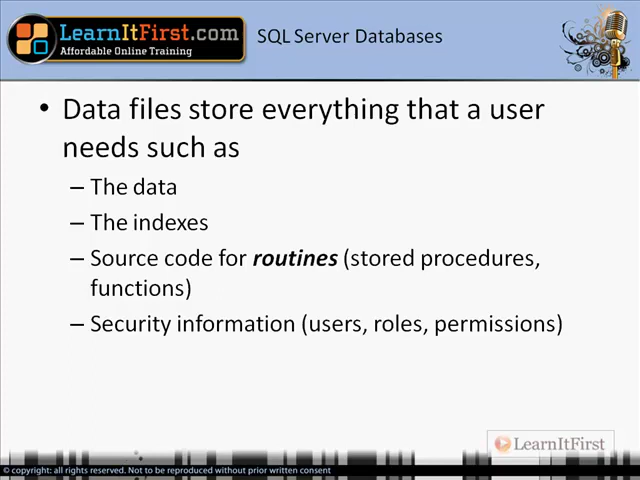 LearnItFirst.com
Affordable Online Training
SQL Server Databases
• Data files store everything that a user
needs such as
– The data
– The indexes
– Source code for routines (stored procedures,
functions)
– Security information (users, roles, permissions)
LearnItFirst
© copyright; all rights reserved. Not to be reproduced without prior written consent